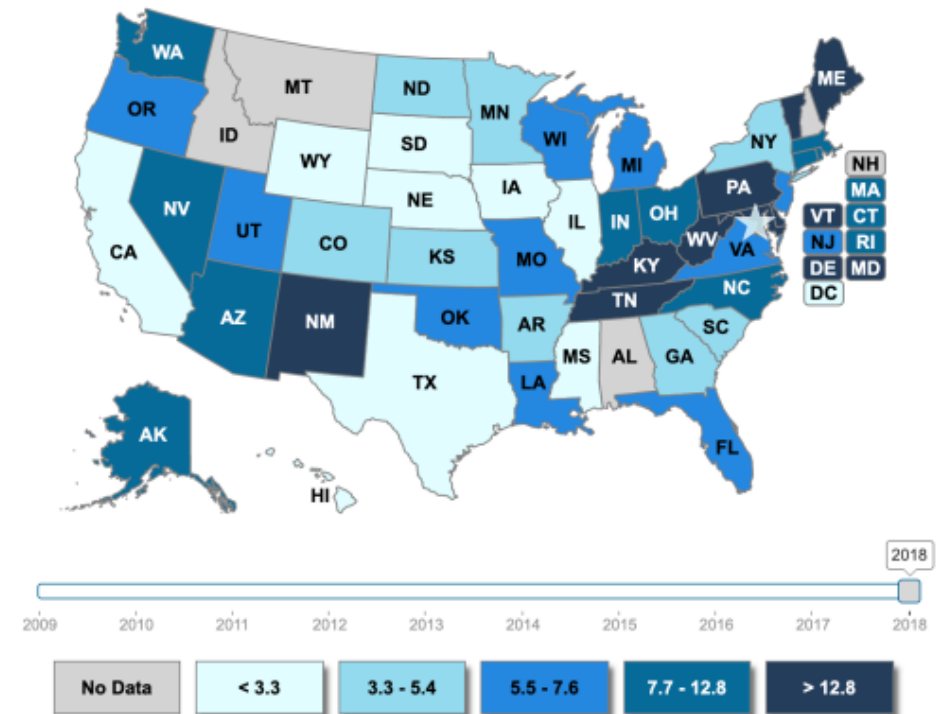 WA
ME
MT
ND
OR
MN
ID
WI
NY
SD
MI
WY
NH
IA
PA
MA
NE
NV
VT
CT
IL
IN
OH
UT
WV
NJ
RI
CO
VA
CA
KS
MO
KY
DE
MD
NC
DC
TN
AZ
NM
OK
AR
SC
MS
AL
GA
TX
LA
AK
FL
HI
2018
2009 2010 2011 2012 2013 2014 2015 2016 2017 2018
No Data < 3.3 3.3 - 5.4 5.5 - 7.6 7.7 - 12.8 > 12.8